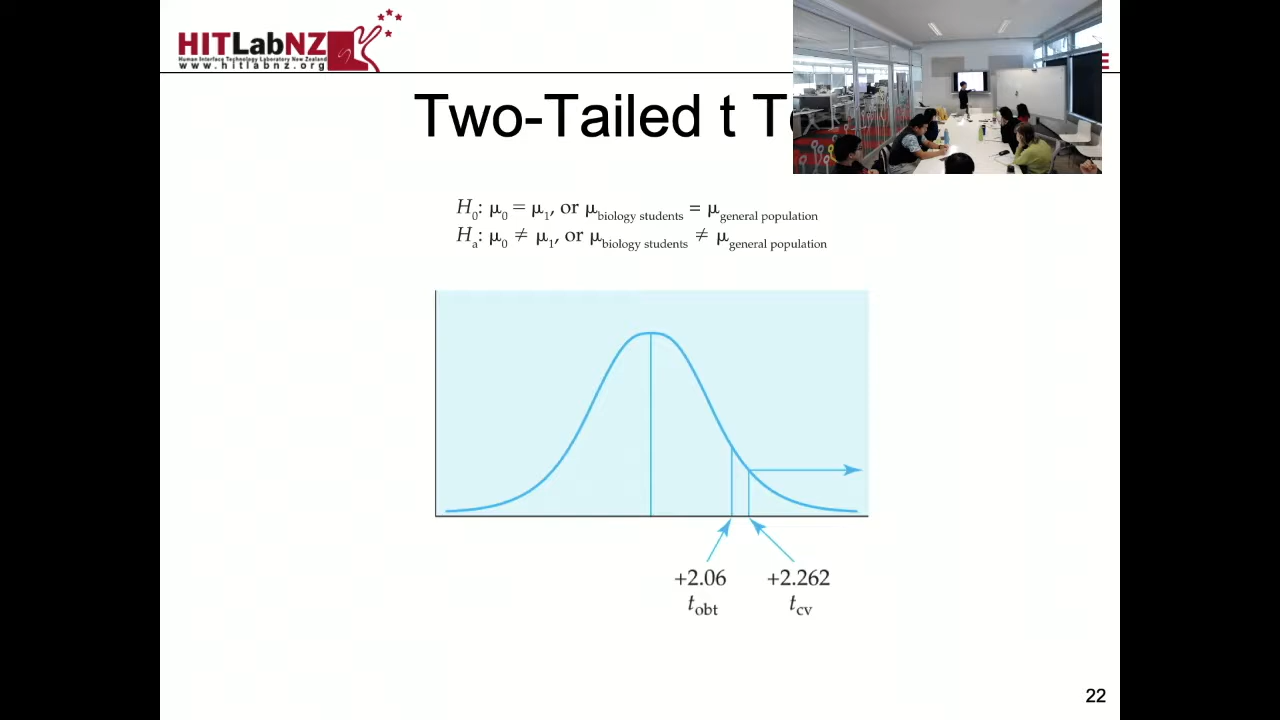 HITLabNZ
Human Interface Technology Laboratory New Zealand
www.hitlabnz.org
Two-Tailed t
H0: μ0 = μ1, or μbiology students = μgeneral population
Ha: μ0 ≠ μ1, or μbiology students ≠ μgeneral population
+2.06
+2.262
tobt
tcv
22